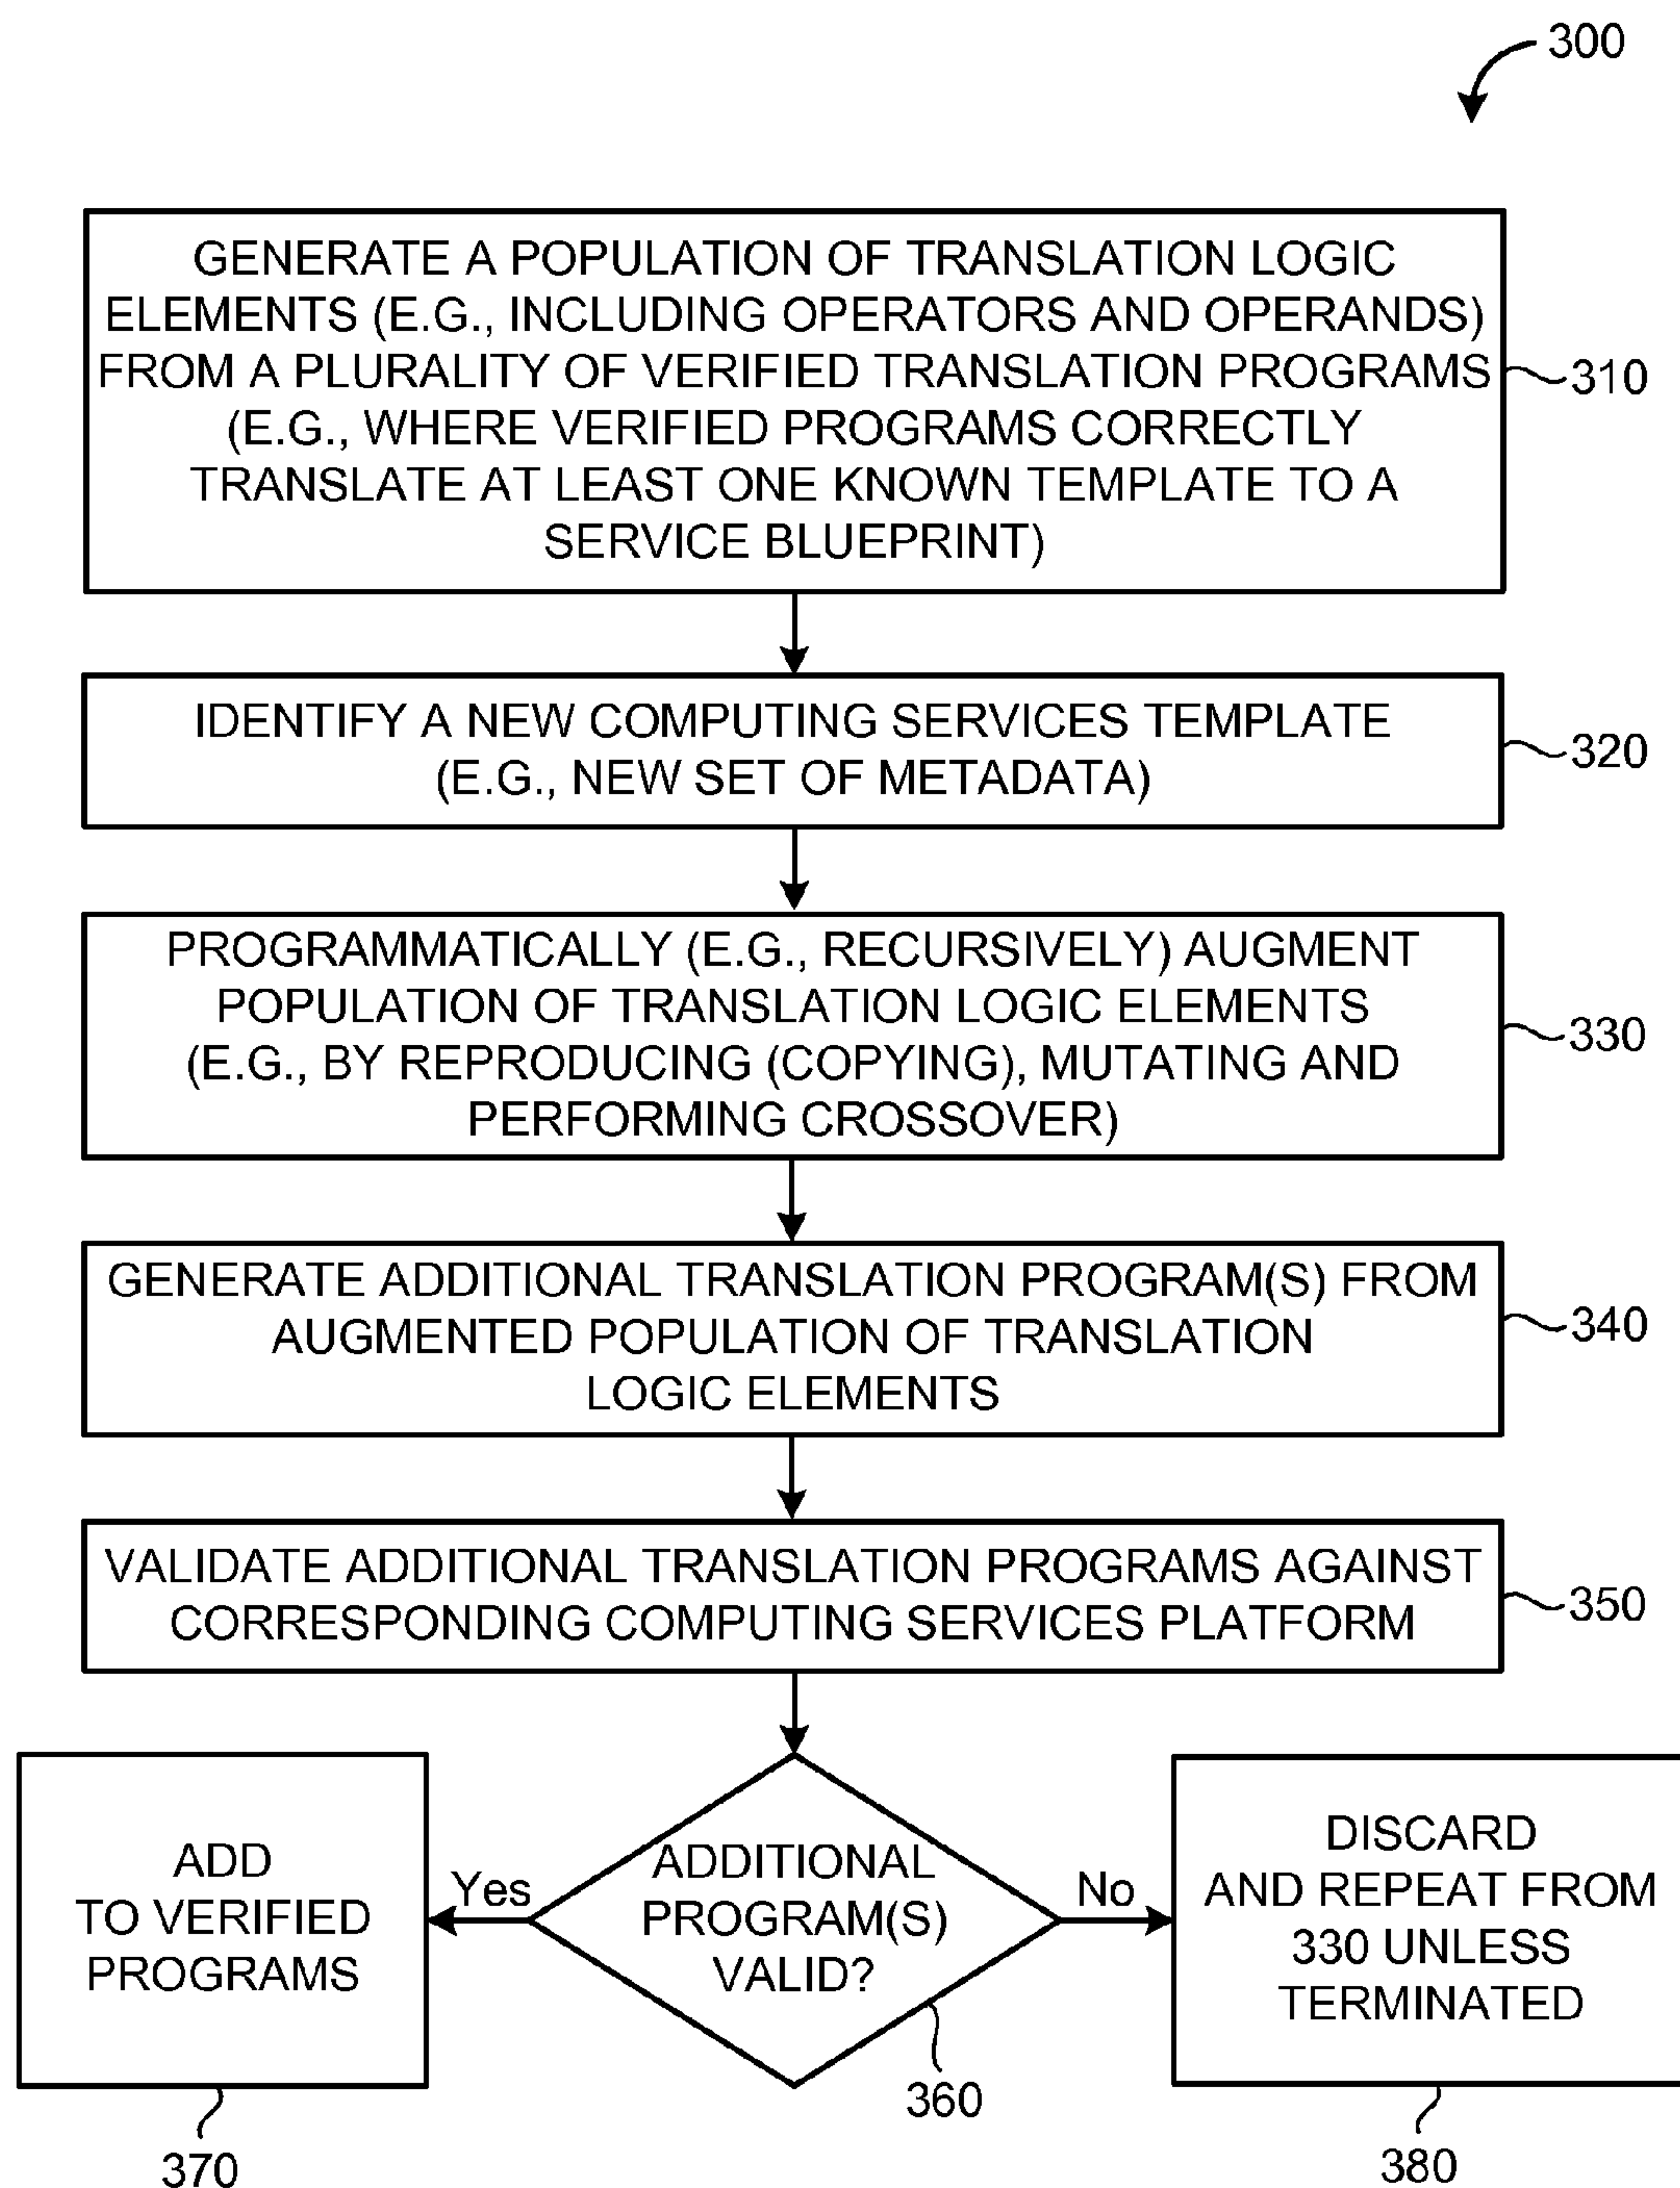 300
GENERATE A POPULATION OF TRANSLATION LOGIC
ELEMENTS (E.G., INCLUDING OPERATORS AND OPERANDS)
FROM A PLURALITY OF VERIFIED TRANSLATION PROGRAMS
(E.G., WHERE VERIFIED PROGRAMS CORRECTLY
TRANSLATE AT LEAST ONE KNOWN TEMPLATE TO A
SERVICE BLUEPRINT)
310
IDENTIFY A NEW COMPUTING SERVICES TEMPLATE
(E.G., NEW SET OF METADATA)
320
PROGRAMMATICALLY (E.G., RECURSIVELY) AUGMENT
POPULATION OF TRANSLATION LOGIC ELEMENTS
(E.G., BY REPRODUCING (COPYING), MUTATING AND
PERFORMING CROSSOVER)
330
GENERATE ADDITIONAL TRANSLATION PROGRAM(S) FROM
AUGMENTED POPULATION OF TRANSLATION
LOGIC ELEMENTS
340
VALIDATE ADDITIONAL TRANSLATION PROGRAMS AGAINST
CORRESPONDING COMPUTING SERVICES PLATFORM
350
ADD
TO VERIFIED
PROGRAMS
370
Yes
ADDITIONAL
PROGRAM(S)
VALID?
360
No
DISCARD
AND REPEAT FROM
330 UNLESS
TERMINATED
380